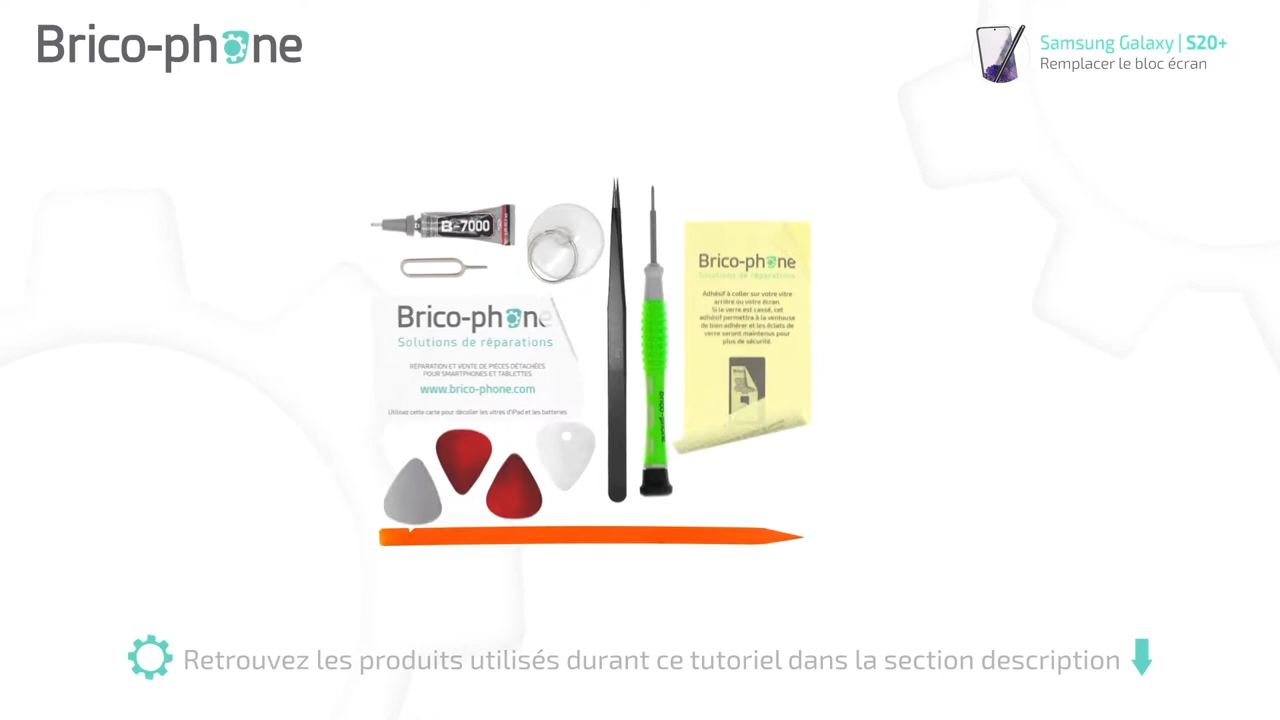 Brico-phone
Samsung Galaxy | S20+
Remplacer le bloc écran
B-7000
Brico-phone
Solutions de réparations
RÉPARATION ET VENTE DE PIÈCES DÉTACHÉES
POUR SMARTPHONES ET TABLETTES
www.brico-phone.com
Utilisez cette carte pour décoller les vitres d'iPad et les batteries
Brico-phone
Solutions de réparations
Adhésif à coller sur votre vitre
arrière ou votre écran.
Si le verre est cassé, cet
adhésif permettra à la ventouse
de bien adhérer et les éclats de
verre seront maintenus pour
plus de sécurité.
brico-phone
Retrouvez les produits utilisés durant ce tutoriel dans la section description